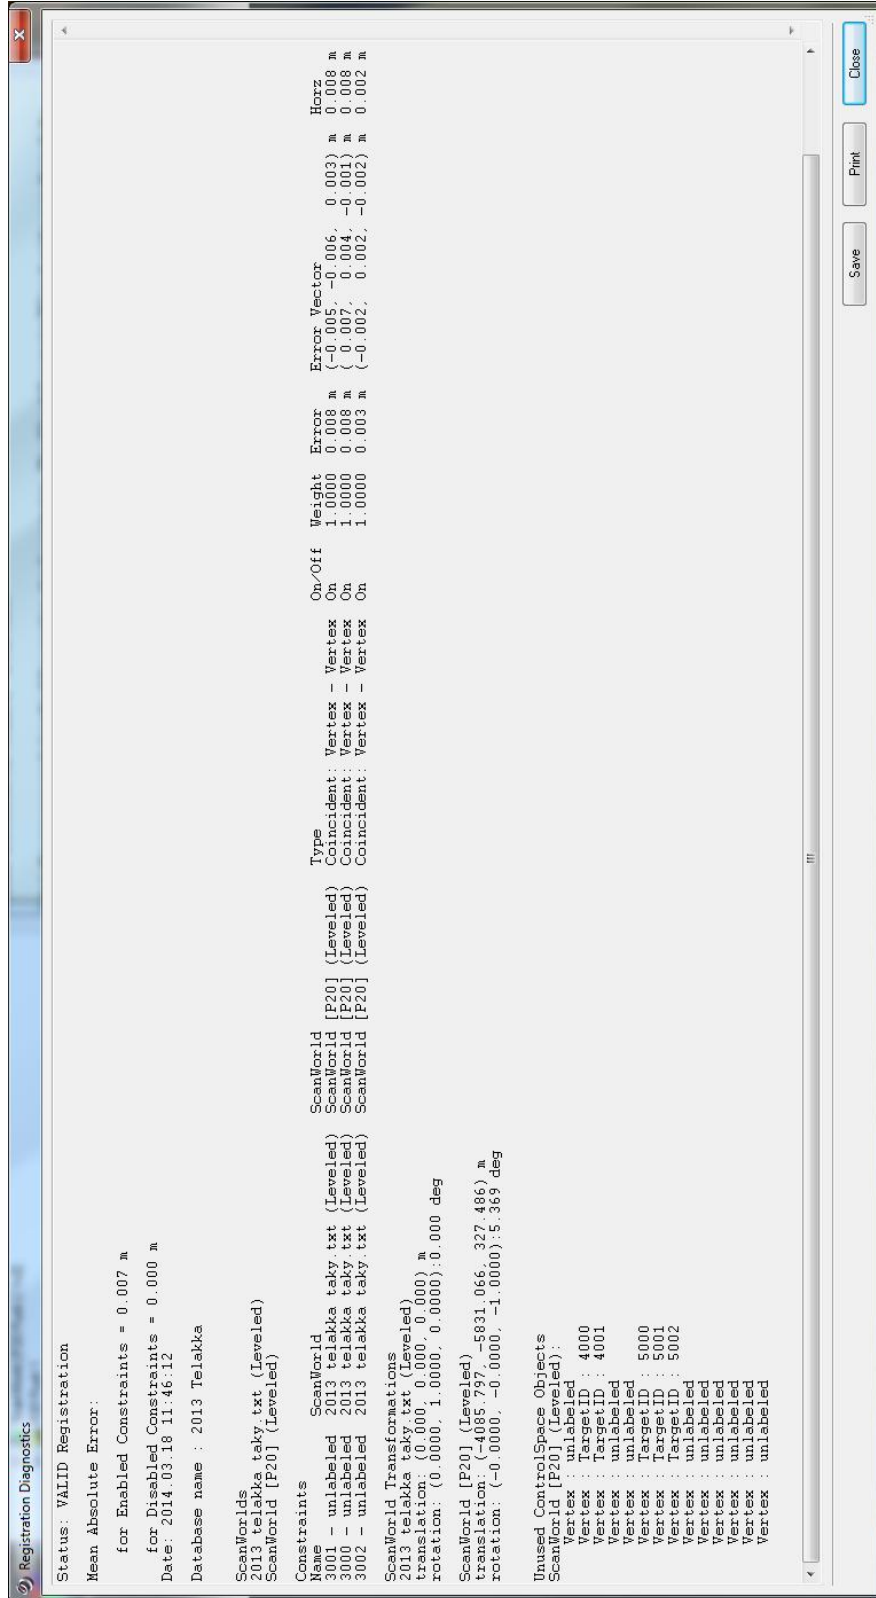 Registration Diagnostics
Status: VALID Registration
Mean Absolute Error:
for Enabled Constraints = 0.007 m
for Disabled Constraints = 0.000 m
Date: 2014.03.18 11:46:12
Database name : 2013 Telakka
ScanWorlds
2013 telakka taky.txt (Leveled)
ScanWorld [P20] (Leveled)
Constraints
Name ScanWorld ScanWorld Type On/Off Weight Error Error Vector Horz
3001 - unlabeled 2013 telakka taky.txt (Leveled) ScanWorld [P20] (Leveled) Coincident: Vertex - Vertex On 1.0000 0.008 m (-0.005, -0.006, 0.003) m 0.008 m
3000 - unlabeled 2013 telakka taky.txt (Leveled) ScanWorld [P20] (Leveled) Coincident: Vertex - Vertex On 1.0000 0.008 m ( 0.007, 0.004, -0.001) m 0.008 m
3002 - unlabeled 2013 telakka taky.txt (Leveled) ScanWorld [P20] (Leveled) Coincident: Vertex - Vertex On 1.0000 0.003 m (-0.002, 0.002, -0.002) m 0.002 m
ScanWorld Transformations
2013 telakka taky.txt (Leveled)
translation: (0.000, 0.000, 0.000) m
rotation: (0.0000, 1.0000, 0.0000):0.000 deg
ScanWorld [P20] (Leveled)
translation: (-4085.797, -5831.066, 327.486) m
rotation: (-0.0000, -0.0000, -1.0000):5.369 deg
Unused ControlSpace Objects
ScanWorld [P20] (Leveled):
Vertex : unlabeled
Vertex : TargetID : 4000
Vertex : TargetID : 4001
Vertex : unlabeled
Vertex : unlabeled
Vertex : TargetID : 5000
Vertex : TargetID : 5001
Vertex : TargetID : 5002
Vertex : unlabeled
Vertex : unlabeled
Vertex : unlabeled
Vertex : unlabeled
Vertex : unlabeled
Save Print Close